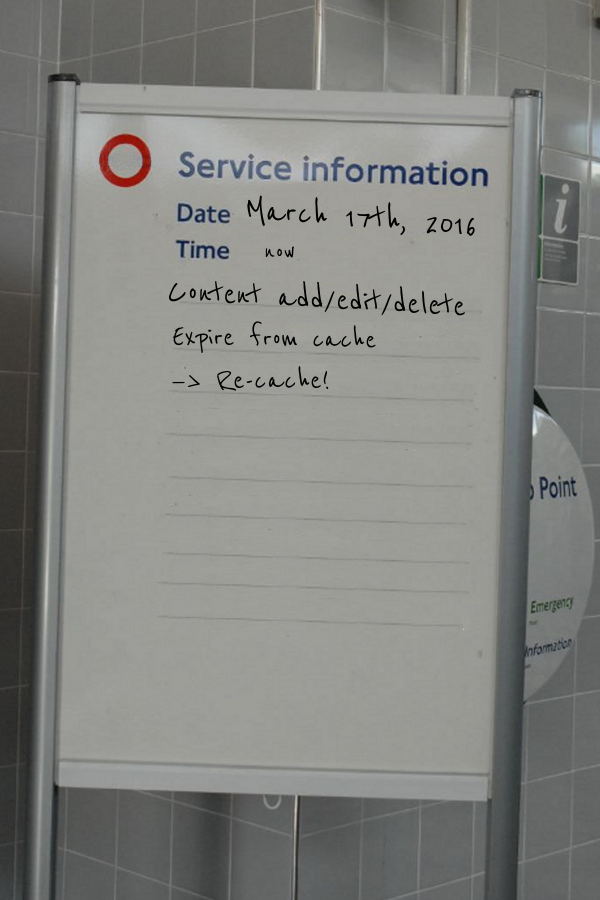 Service information
Date March 17th, 2016
Time now
Content add/edit/delete
Expire from cache
-> Re-cache!
i
Point
Emergency
Information